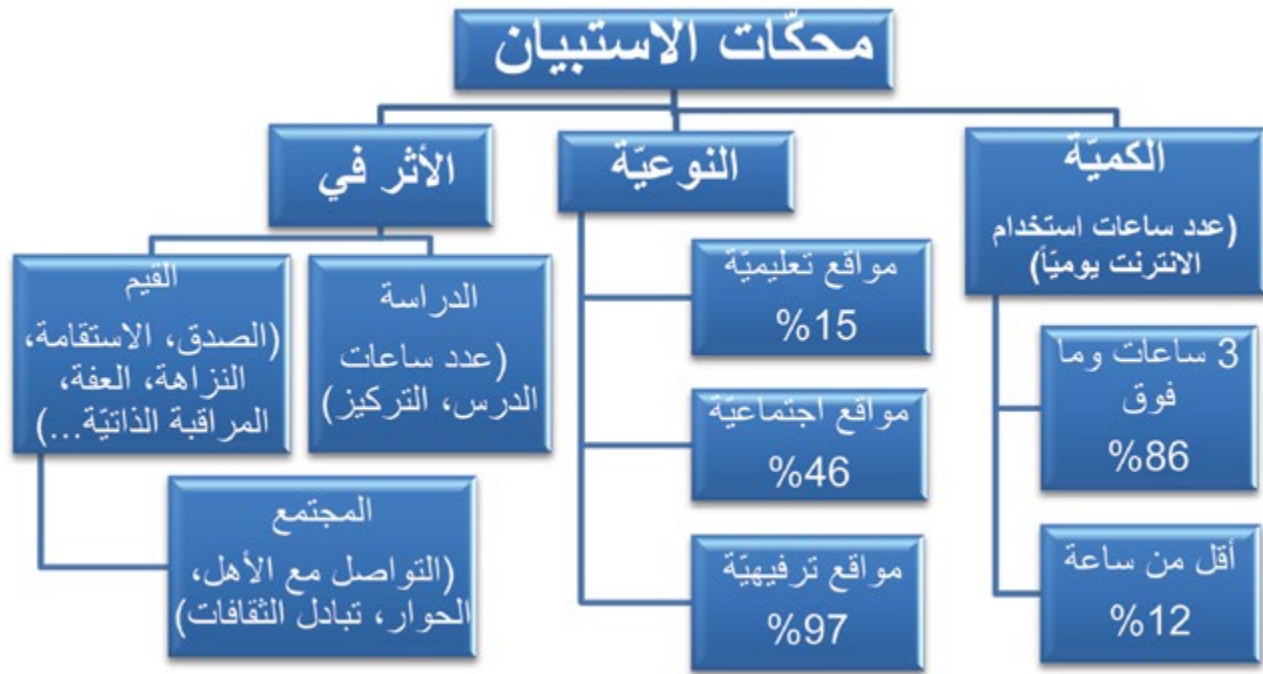 محكّات الاستبيان
الكميّة
(عدد ساعات استخدام
الانترنت يوميّاً)
3 ساعات وما
فوق
%86
أقل من ساعة
%12
النوعيّة
مواقع تعليميّة
%15
مواقع اجتماعيّة
%46
مواقع ترفيهيّة
%97
الأثر في
الدراسة
(عدد ساعات
الدرس، التركيز)
القيم
(الصدق، الاستقامة،
النزاهة، العفة،
المراقبة الذاتيّة...)
المجتمع
(التواصل مع الأهل،
الحوار، تبادل الثقافات)